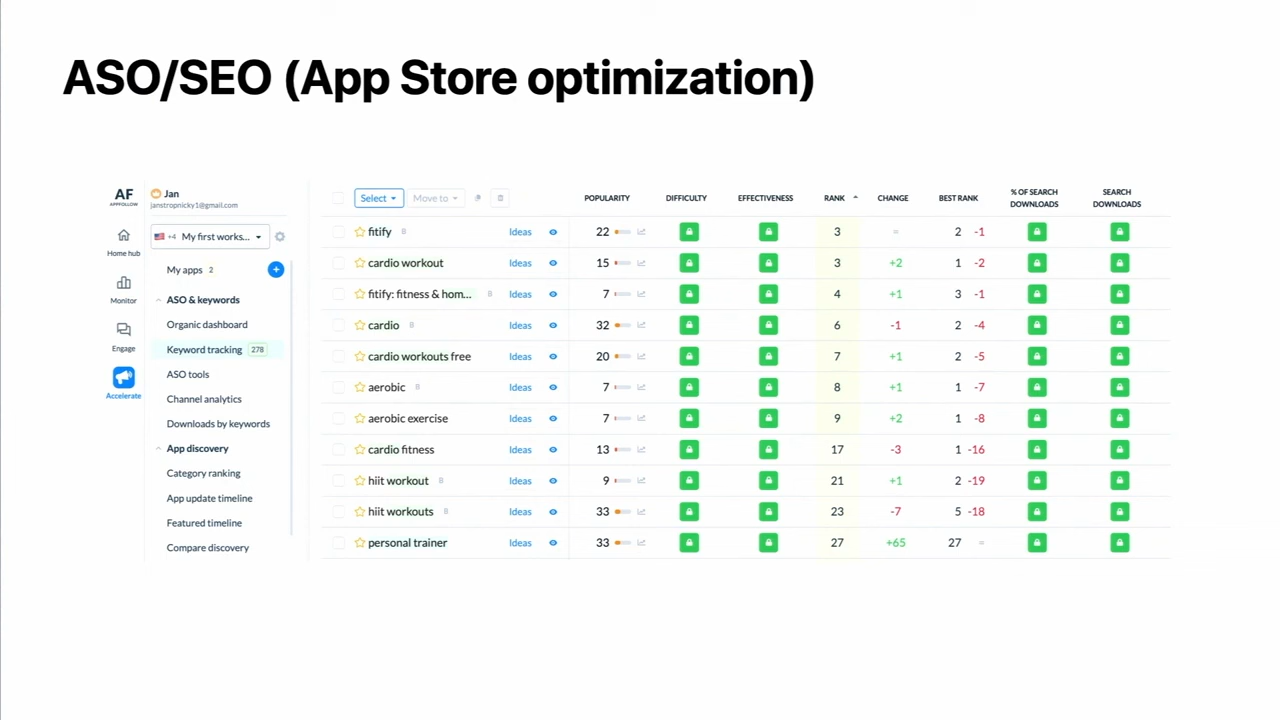 ASO/SEO (App Store optimization)
AF
APPFOLLOW
Home hub
Monitor
Engage
Accelerate
Jan
janstropnicky1@gmail.com
+4 My first works...
My apps 2
ASO & keywords
Organic dashboard
Keyword tracking 278
ASO tools
Channel analytics
Downloads by keywords
App discovery
Category ranking
App update timeline
Featured timeline
Compare discovery
Select Move to POPULARITY DIFFICULTY EFFECTIVENESS RANK CHANGE BEST RANK % OF SEARCH DOWNLOADS SEARCH DOWNLOADS
fitify B Ideas 22 3 = 2 -1
cardio workout Ideas 15 3 +2 1 -2
fitify: fitness & hom... B Ideas 7 4 +1 3 -1
cardio B Ideas 32 6 -1 2 -4
cardio workouts free Ideas 20 7 +1 2 -5
aerobic B Ideas 7 8 +1 1 -7
aerobic exercise Ideas 7 9 +2 1 -8
cardio fitness Ideas 13 17 -3 1 -16
hiit workout B Ideas 9 21 +1 2 -19
hiit workouts B Ideas 33 23 -7 5 -18
personal trainer Ideas 33 27 +65 27 =